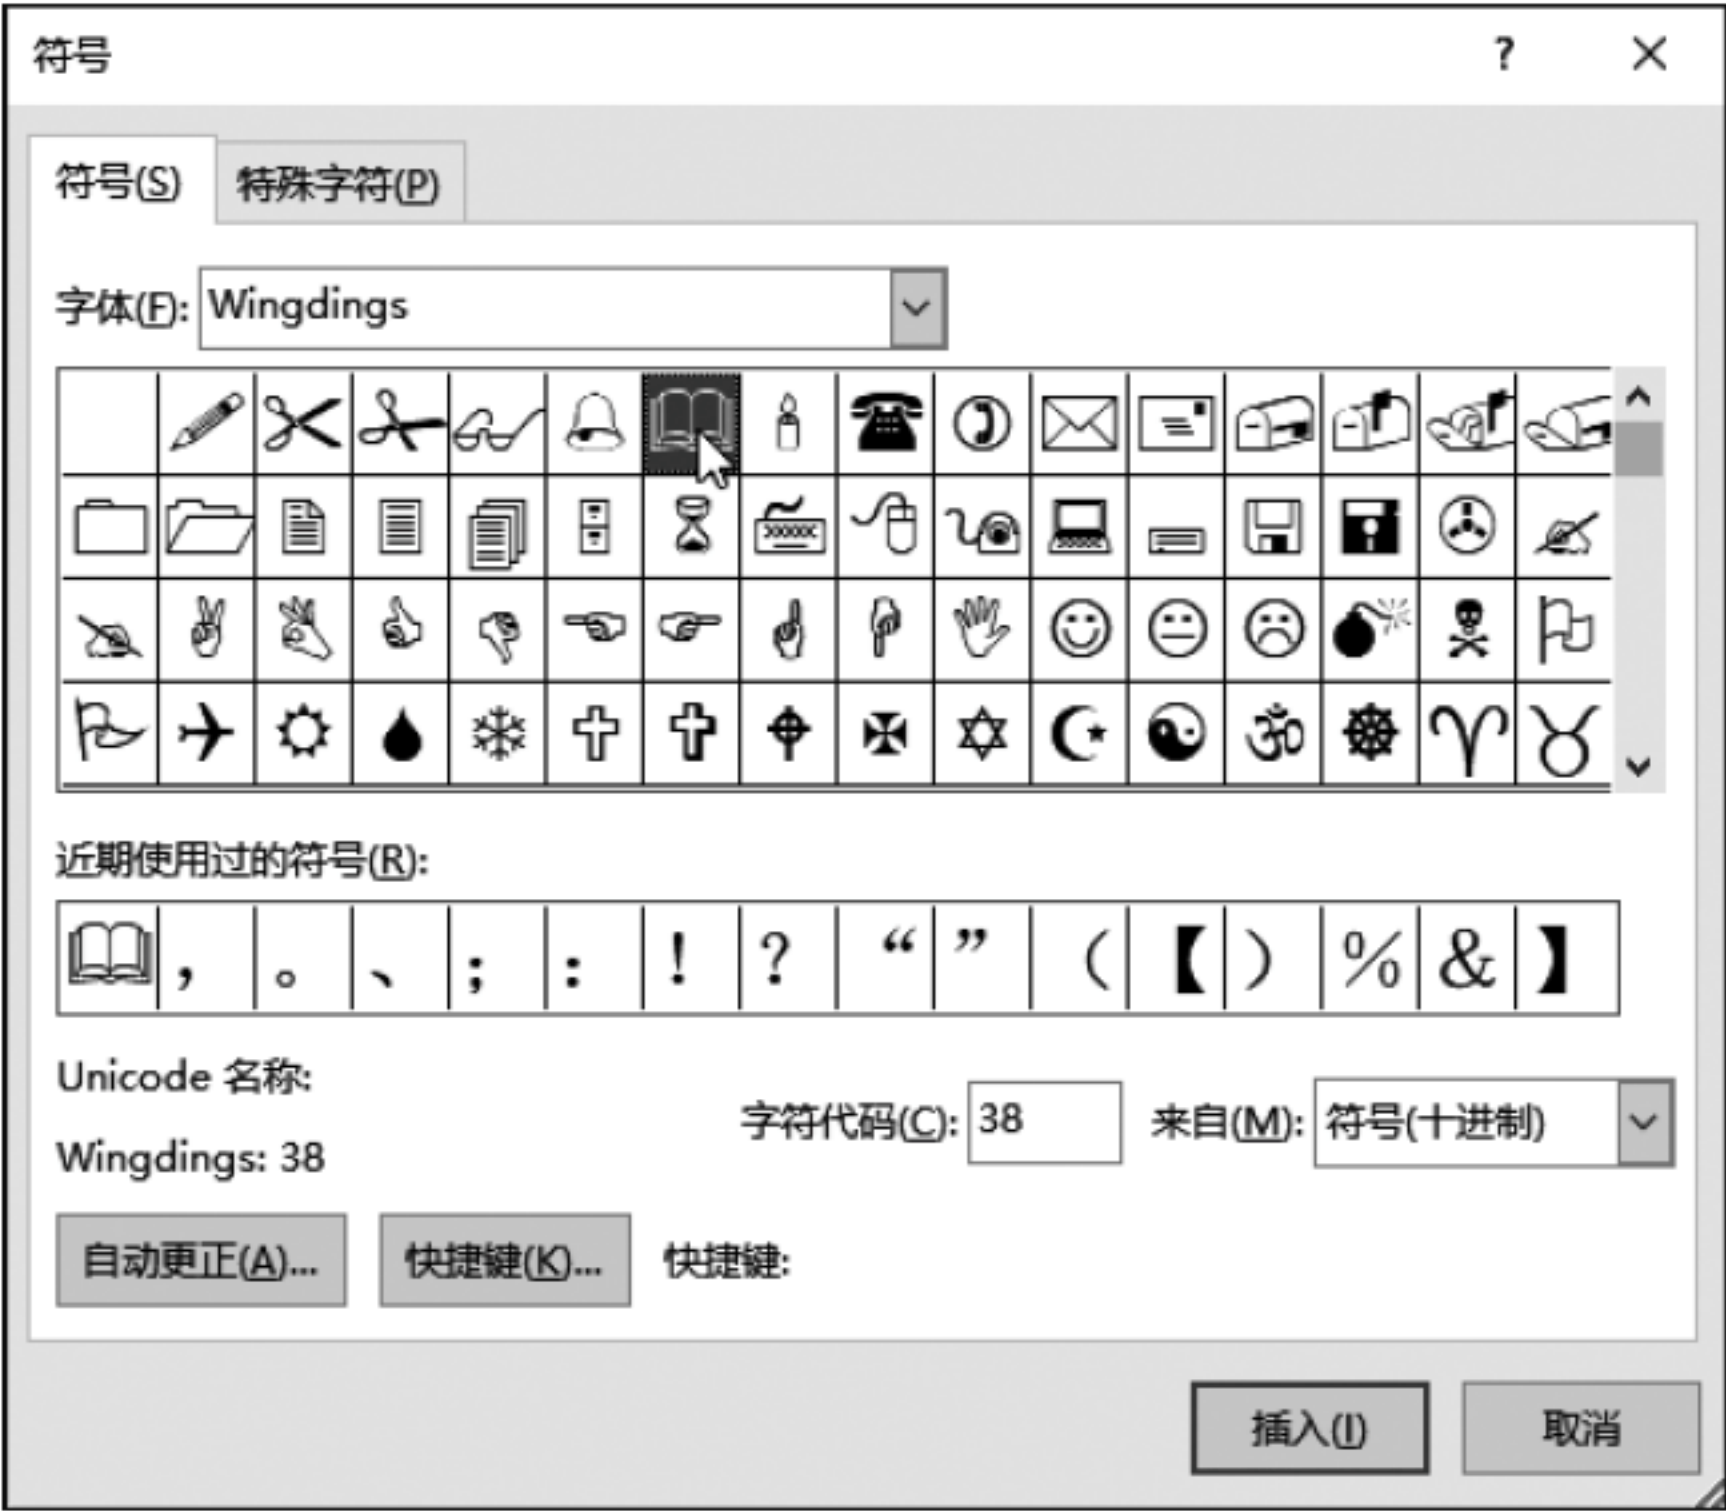 符号
符号(S) 特殊字符(P)
字体(F): Wingdings
近期使用过的符号(R):
, 。 、 ; : ! ? “ ” ( 【 ) % & 】
Unicode 名称:
字符代码(C): 38 来自(M): 符号(十进制)
Wingdings: 38
自动更正(A)... 快捷键(K)... 快捷键:
插入(I) 取消